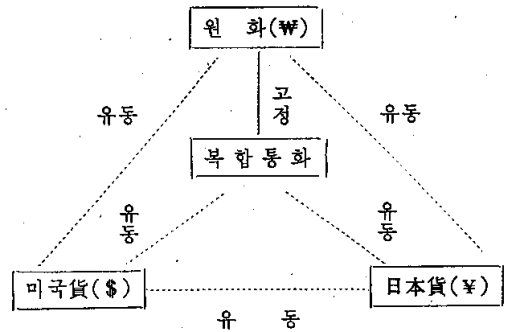 원 화(₩)
고정
유동
유동
복합통화
유동
유동
미국貨($)
日本貨(¥)
유 동